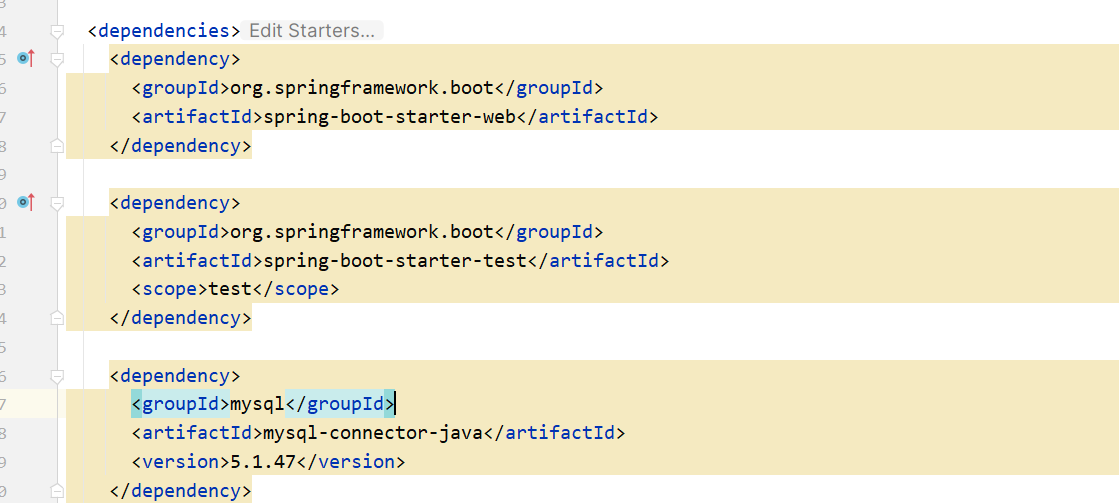 3
4 <dependencies> Edit Starters...
5 <dependency>
6 <groupId>org.springframework.boot</groupId>
7 <artifactId>spring-boot-starter-web</artifactId>
8 </dependency>
9
0 <dependency>
1 <groupId>org.springframework.boot</groupId>
2 <artifactId>spring-boot-starter-test</artifactId>
3 <scope>test</scope>
4 </dependency>
5
6 <dependency>
7 <groupId>mysql</groupId>
8 <artifactId>mysql-connector-java</artifactId>
9 <version>5.1.47</version>
0 </dependency>